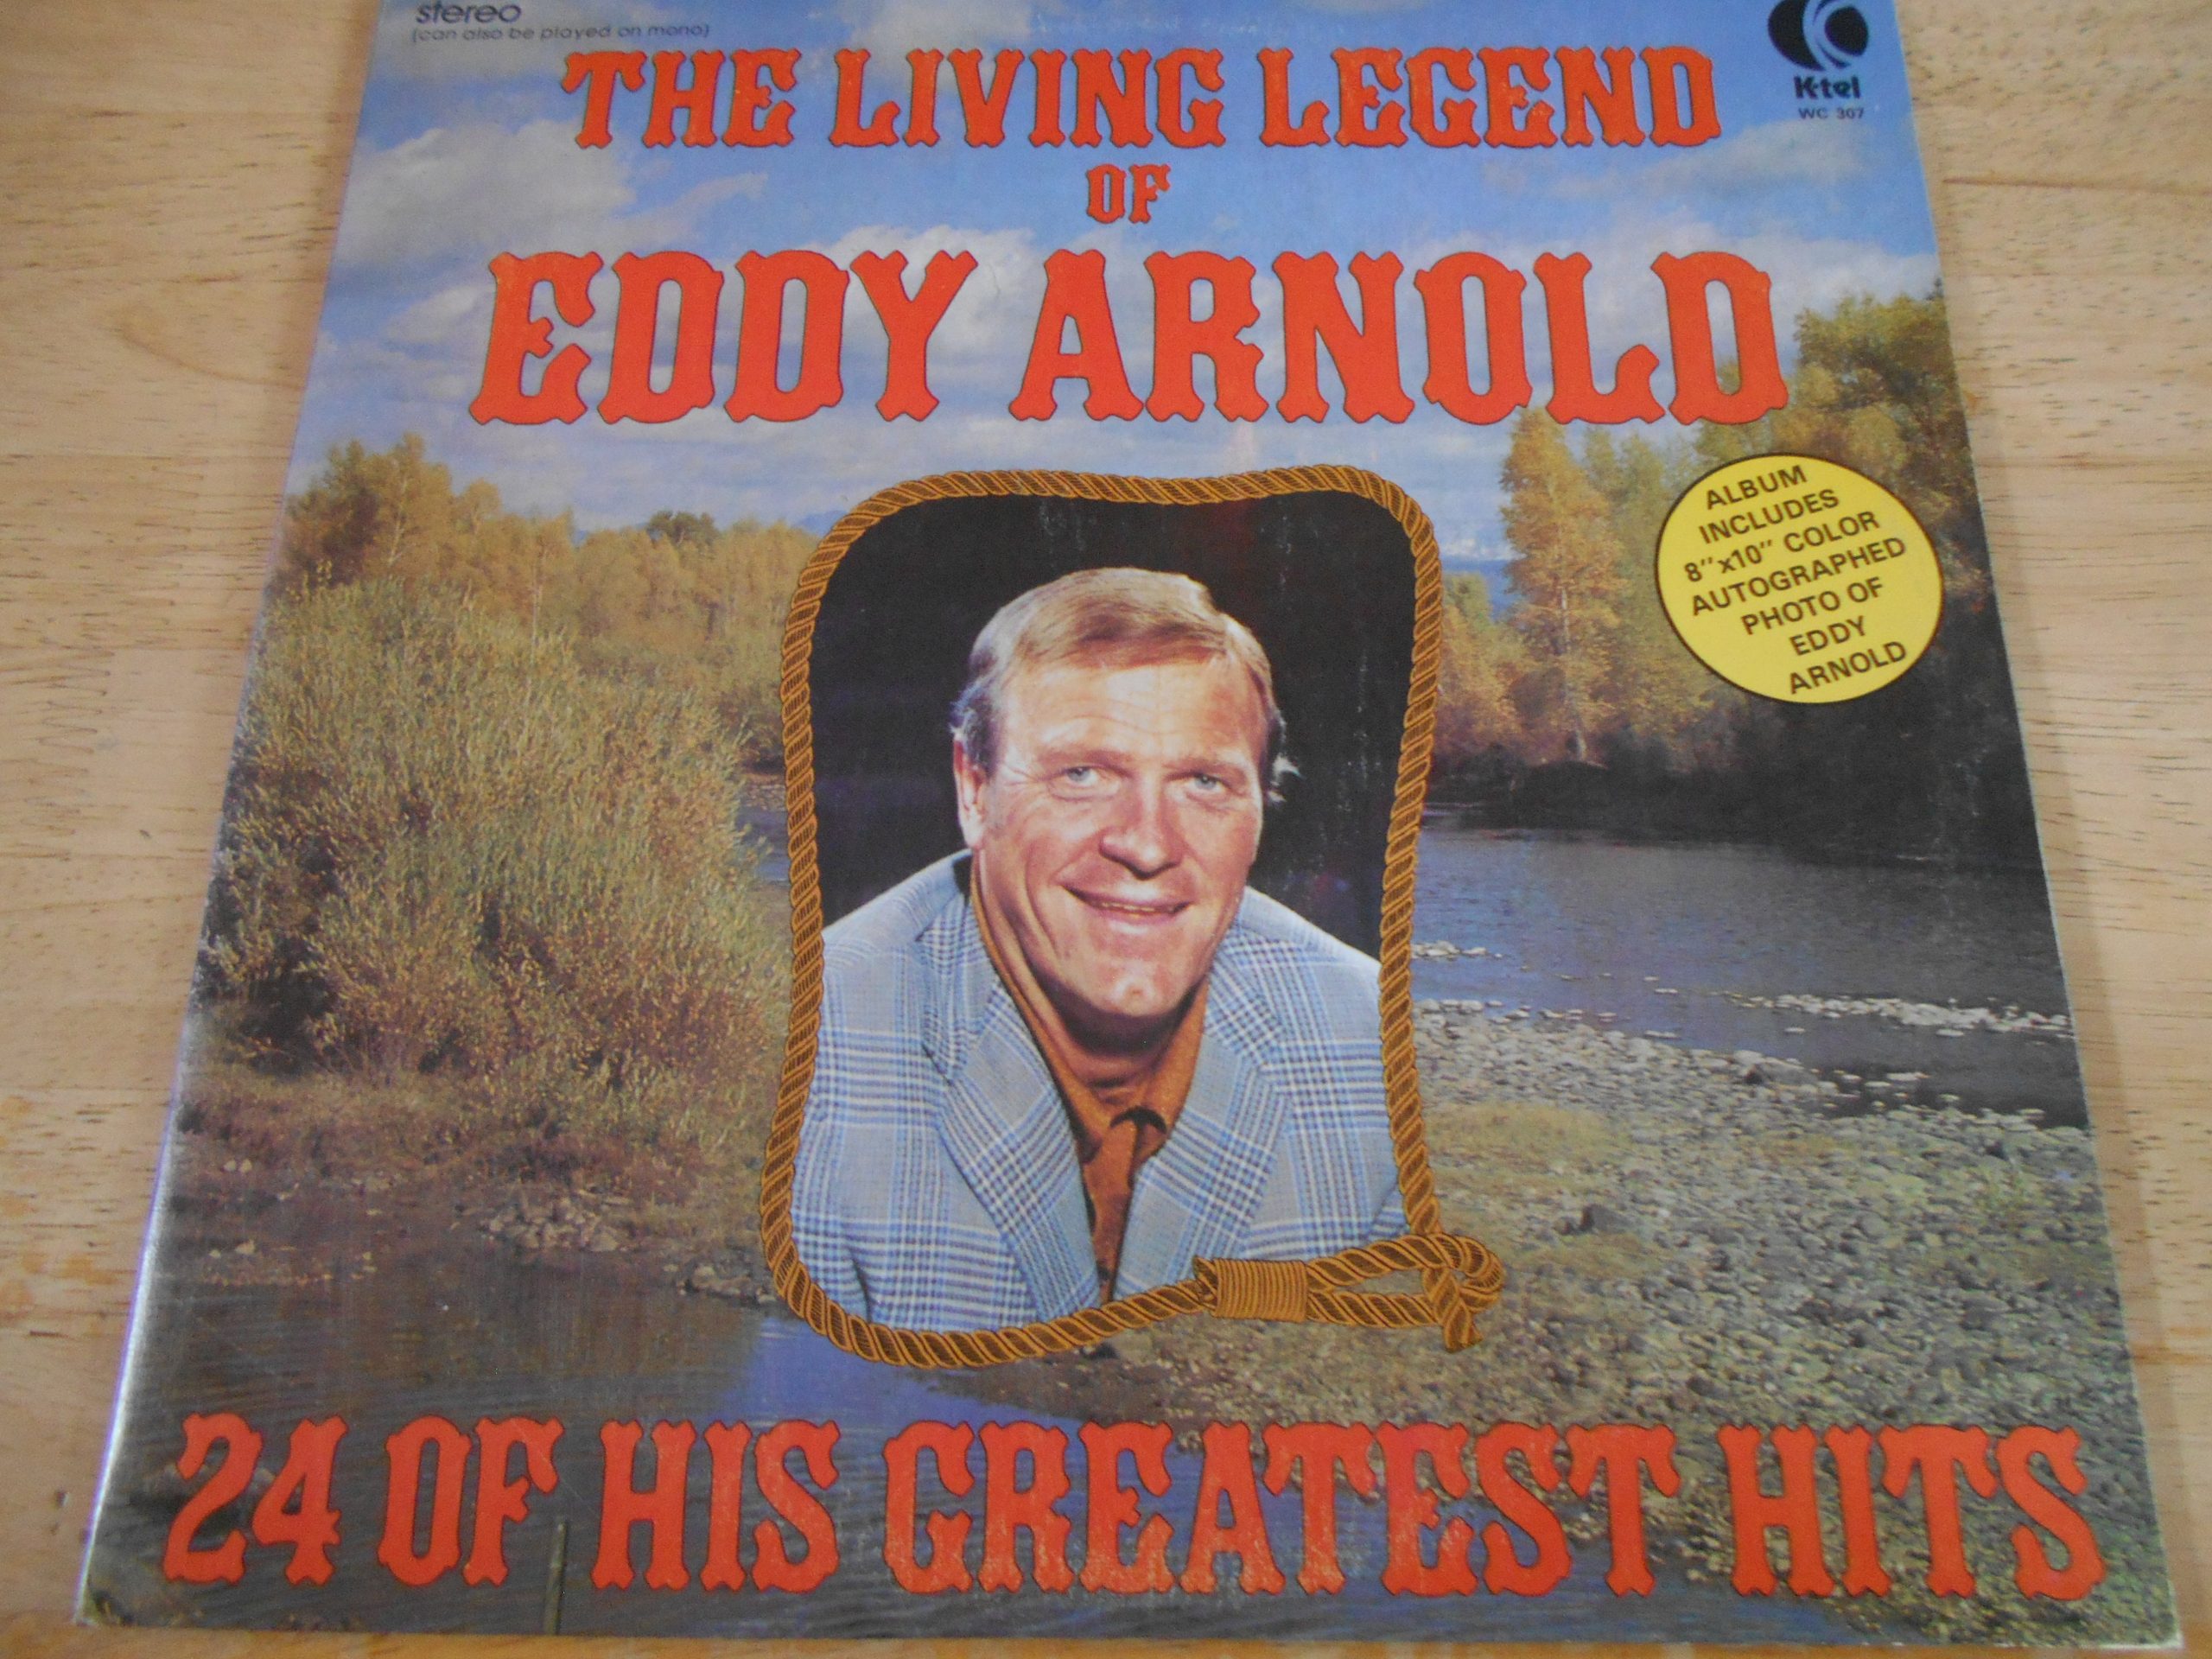 stereo
(can also be played on mono)
K-tel
WC 307
THE LIVING LEGEND
OF
EDDY ARNOLD
ALBUM
INCLUDES
8"x10" COLOR
AUTOGRAPHED
PHOTO OF
EDDY
ARNOLD
24 OF HIS GREATEST HITS